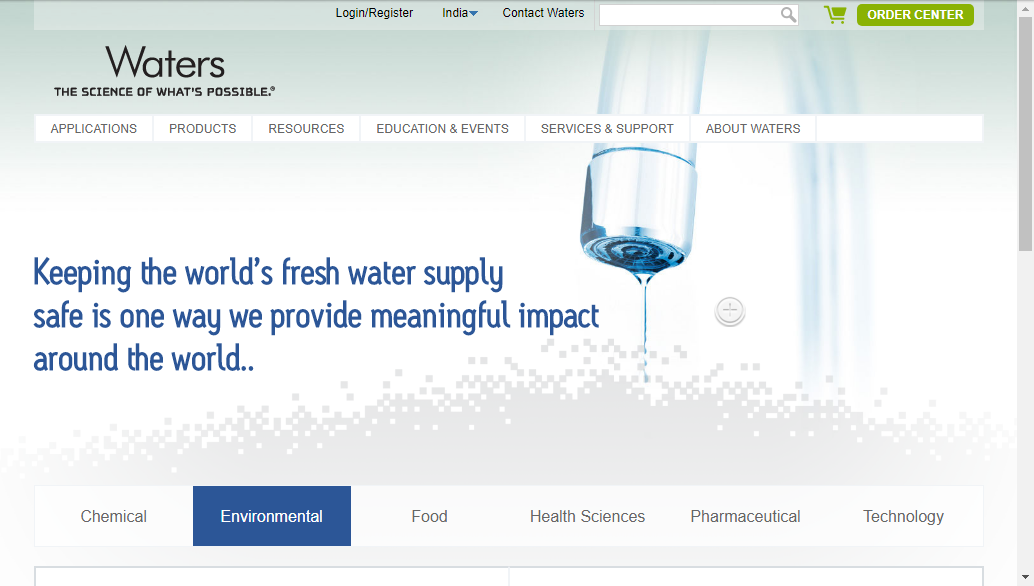 Login/Register India Contact Waters ORDER CENTER
Waters
THE SCIENCE OF WHAT'S POSSIBLE.®
APPLICATIONS PRODUCTS RESOURCES EDUCATION & EVENTS SERVICES & SUPPORT ABOUT WATERS
Keeping the world's fresh water supply
safe is one way we provide meaningful impact
around the world..
Chemical Environmental Food Health Sciences Pharmaceutical Technology